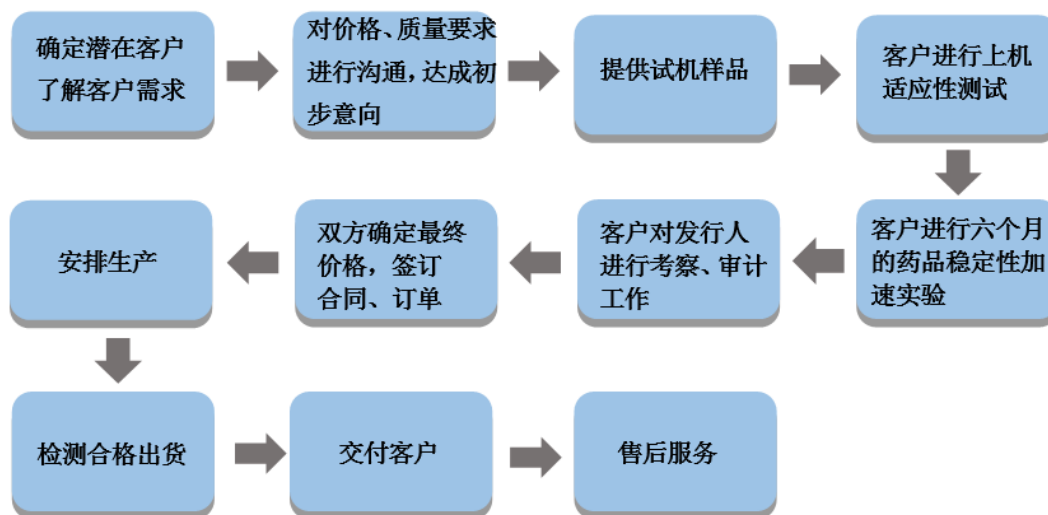 确定潜在客户
了解客户需求
对价格、质量要求
进行沟通，达成初
步意向
提供试机样品
客户进行上机
适应性测试
客户进行六个月
的药品稳定性加
速实验
客户对发行人
进行考察、审计
工作
双方确定最终
价格，签订
合同、订单
安排生产
检测合格出货
交付客户
售后服务